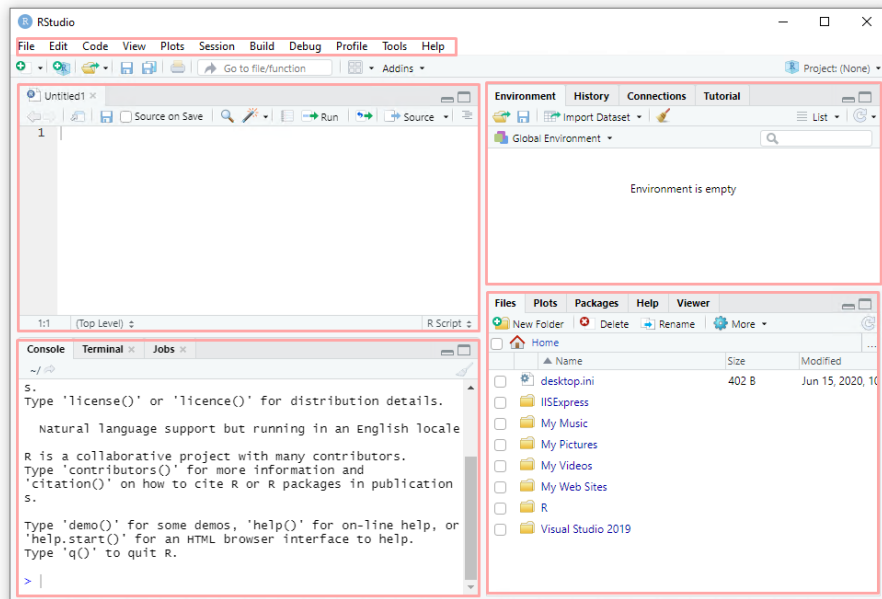 RStudio
File Edit Code View Plots Session Build Debug Profile Tools Help
Go to file/function Addins Project: (None)
Untitled1
Source on Save Run Source
1
1:1 (Top Level) R Script
Console Terminal Jobs
~/
s.
Type 'license()' or 'licence()' for distribution details.
Natural language support but running in an English locale
R is a collaborative project with many contributors.
Type 'contributors()' for more information and
'citation()' on how to cite R or R packages in publication
s.
Type 'demo()' for some demos, 'help()' for on-line help, or
'help.start()' for an HTML browser interface to help.
Type 'q()' to quit R.
>
Environment History Connections Tutorial
Import Dataset List
Global Environment
Environment is empty
Files Plots Packages Help Viewer
New Folder Delete Rename More
Home ...
Name Size Modified
desktop.ini 402 B Jun 15, 2020, 10
IISExpress
My Music
My Pictures
My Videos
My Web Sites
R
Visual Studio 2019